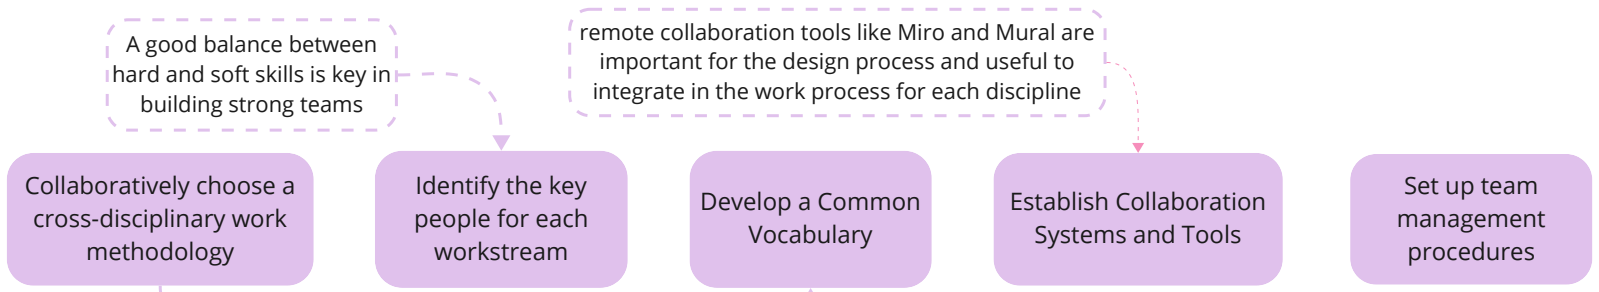 A good balance between
hard and soft skills is key in
building strong teams
remote collaboration tools like Miro and Mural are
important for the design process and useful to
integrate in the work process for each discipline
Collaboratively choose a
cross-disciplinary work
methodology
Identify the key
people for each
workstream
Develop a Common
Vocabulary
Establish Collaboration
Systems and Tools
Set up team
management
procedures